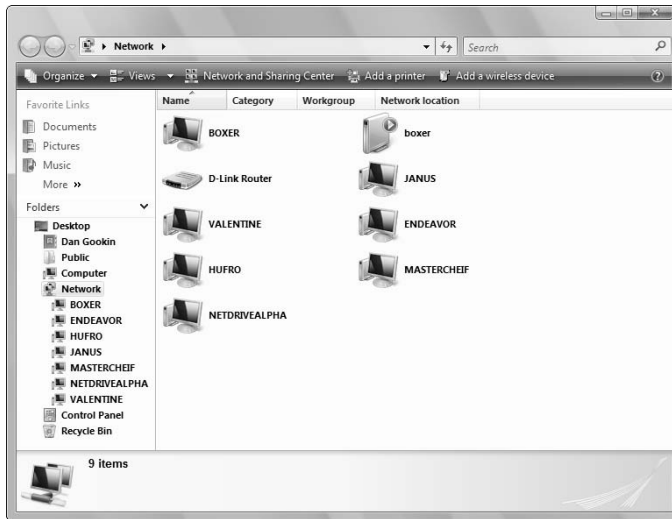 Network
Search
Organize Views Network and Sharing Center Add a printer Add a wireless device
Favorite Links
Documents
Pictures
Music
More »
Folders
Desktop
Dan Gookin
Public
Computer
Network
BOXER
ENDEAVOR
HUFRO
JANUS
MASTERCHEIF
NETDRIVEALPHA
VALENTINE
Control Panel
Recycle Bin
Name Category Workgroup Network location
BOXER boxer
D-Link Router JANUS
VALENTINE ENDEAVOR
HUFRO MASTERCHEIF
NETDRIVEALPHA
9 items